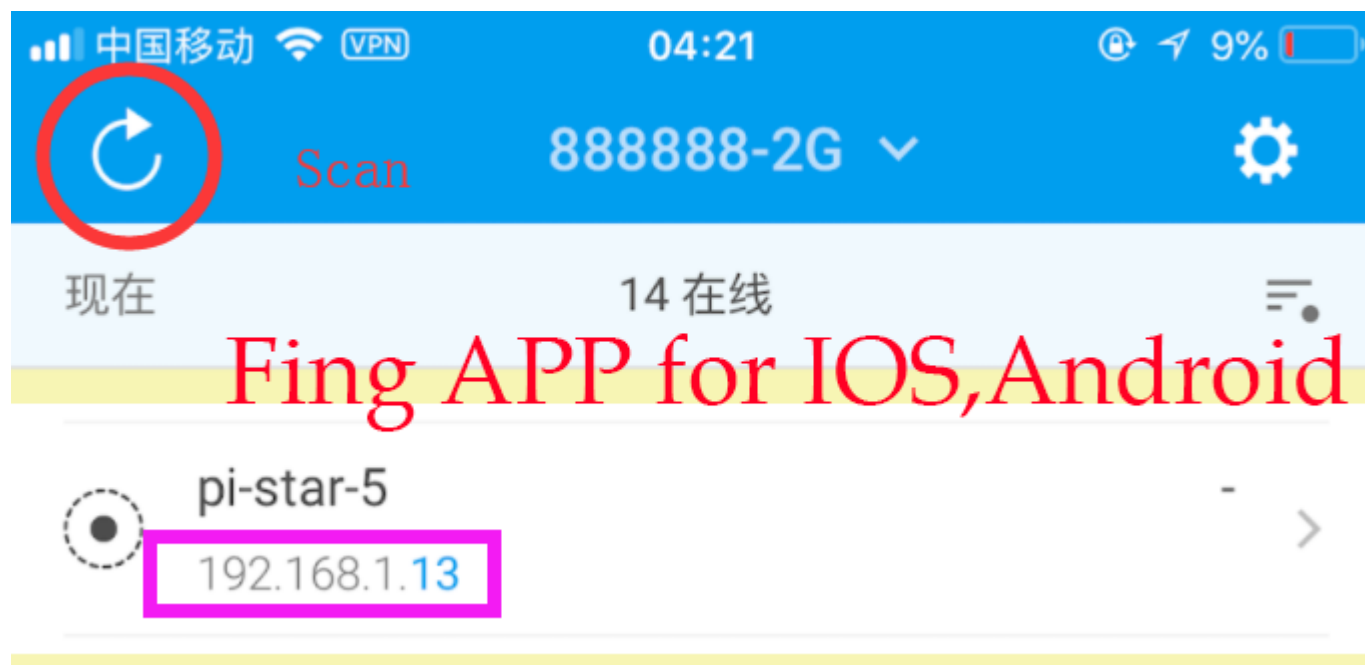 中国移动 VPN 04:21 9%
Scan 888888-2G
现在 14 在线
Fing APP for IOS,Android
pi-star-5 -
192.168.1.13